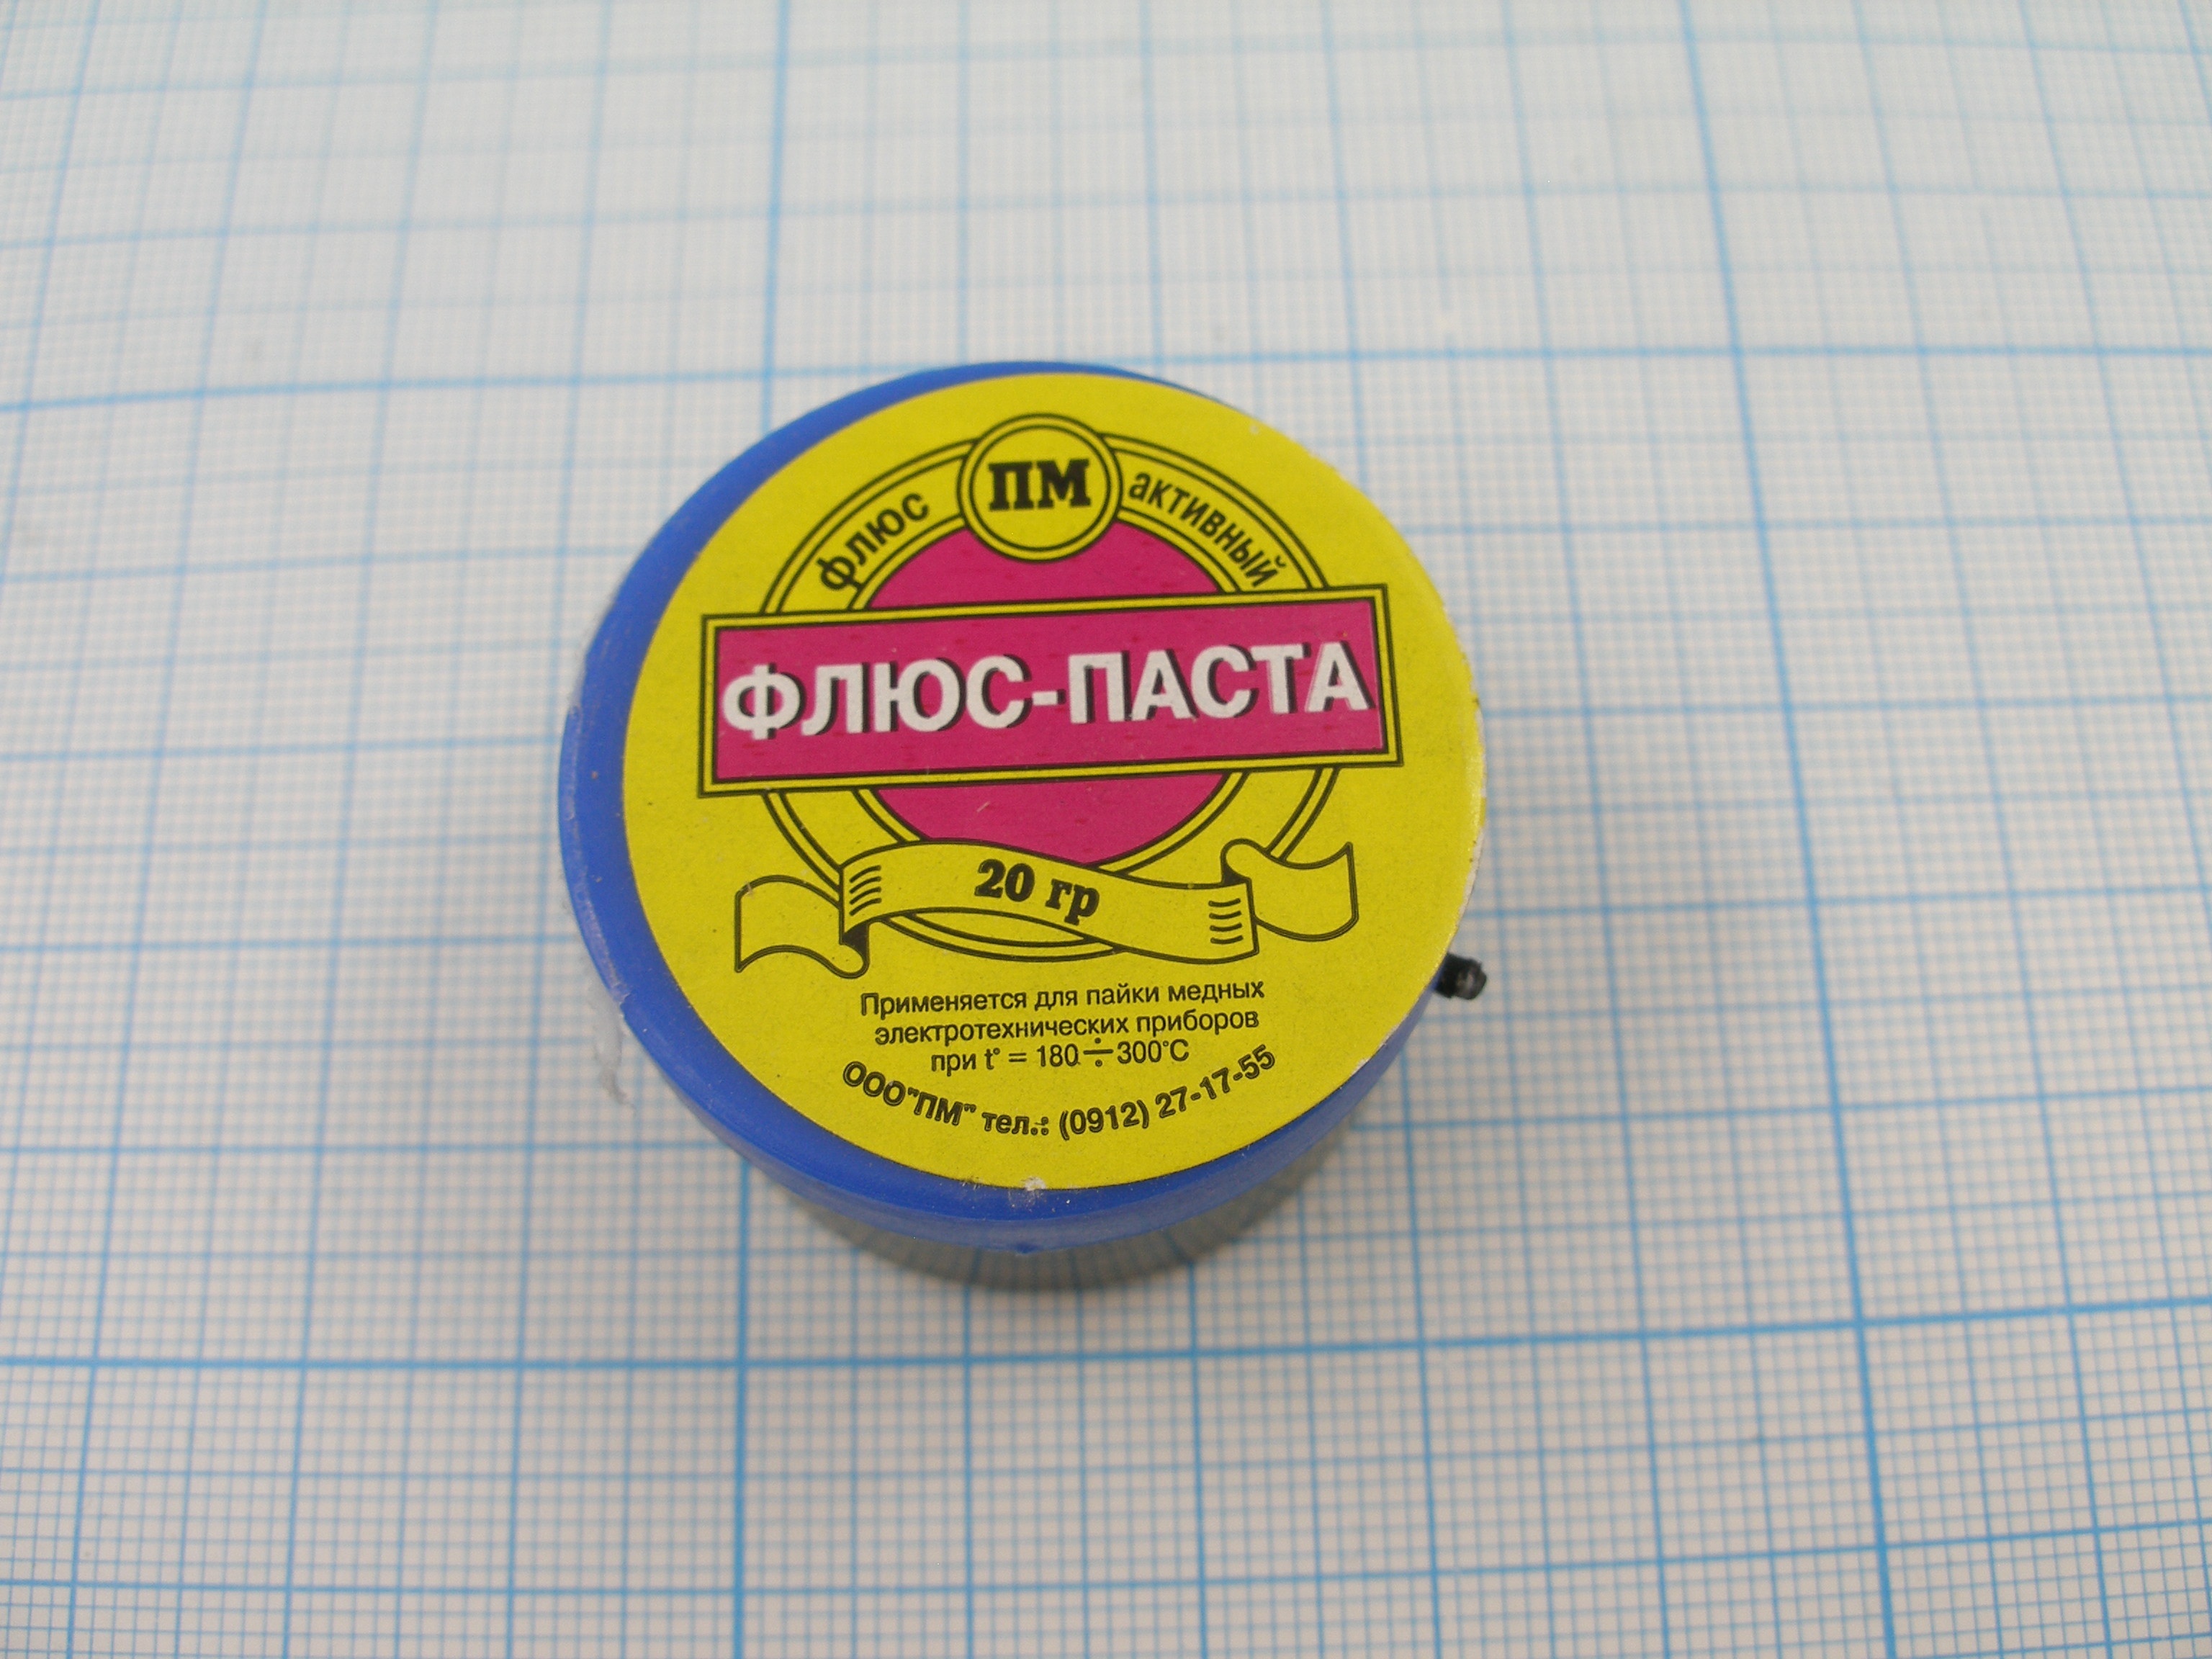 ПМ
флюс активный
ФЛЮС-ПАСТА
20 гр
Применяется для пайки медных
электротехнических приборов
при t° = 180÷300°С
ООО"ПМ" тел.: (0912) 27-17-55